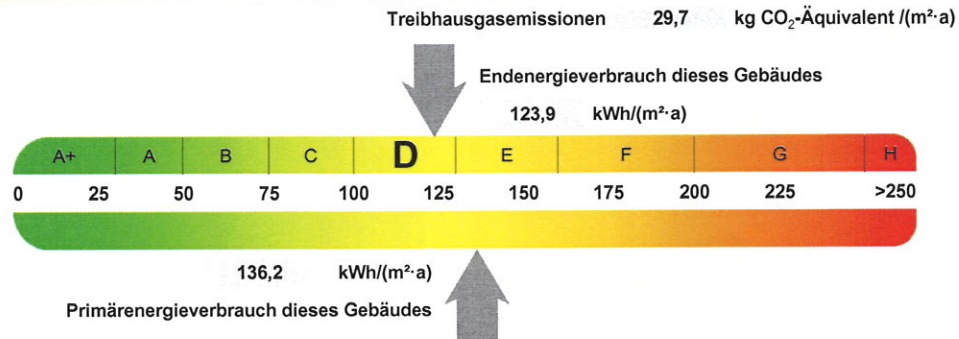 Treibhausgasemissionen 29,7 kg CO₂-Äquivalent /(m²·a)
Endenergieverbrauch dieses Gebäudes
123,9 kWh/(m²·a)
A+ A B C D E F G H
0 25 50 75 100 125 150 175 200 225 >250
136,2 kWh/(m²·a)
Primärenergieverbrauch dieses Gebäudes